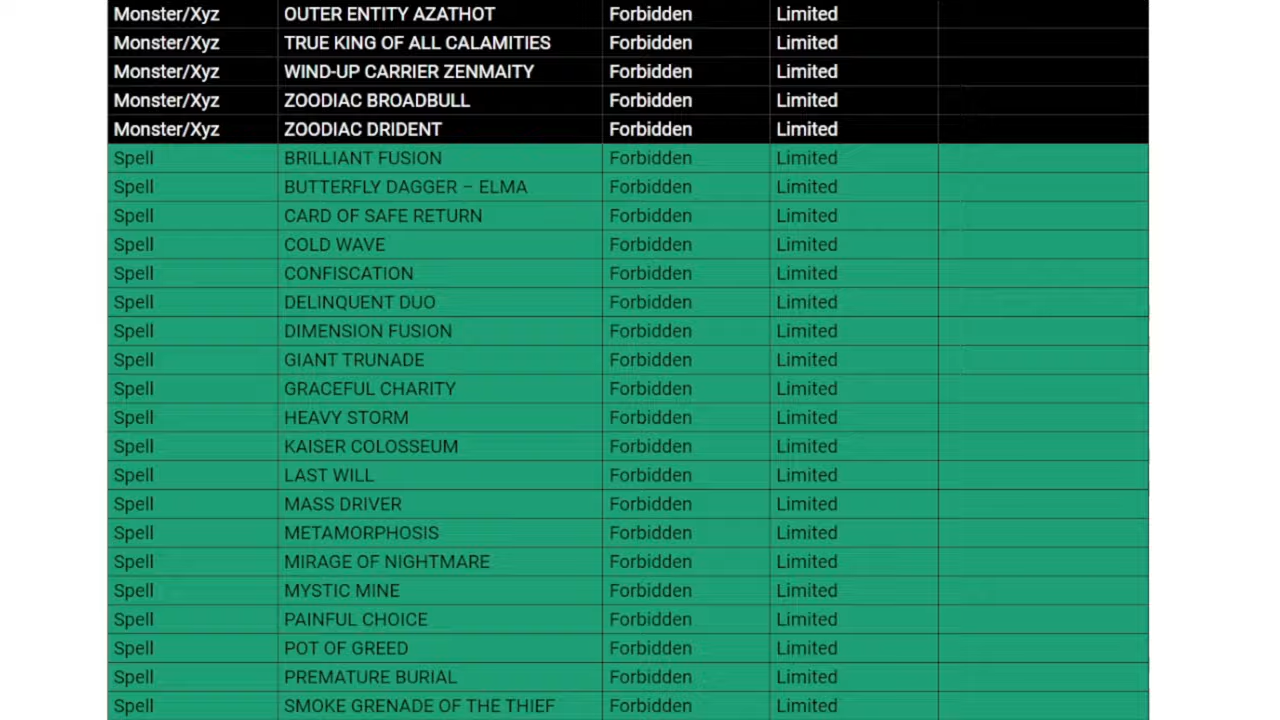 Monster/Xyz OUTER ENTITY AZATHOT Forbidden Limited
Monster/Xyz TRUE KING OF ALL CALAMITIES Forbidden Limited
Monster/Xyz WIND-UP CARRIER ZENMAITY Forbidden Limited
Monster/Xyz ZOODIAC BROADBULL Forbidden Limited
Monster/Xyz ZOODIAC DRIDENT Forbidden Limited
Spell BRILLIANT FUSION Forbidden Limited
Spell BUTTERFLY DAGGER – ELMA Forbidden Limited
Spell CARD OF SAFE RETURN Forbidden Limited
Spell COLD WAVE Forbidden Limited
Spell CONFISCATION Forbidden Limited
Spell DELINQUENT DUO Forbidden Limited
Spell DIMENSION FUSION Forbidden Limited
Spell GIANT TRUNADE Forbidden Limited
Spell GRACEFUL CHARITY Forbidden Limited
Spell HEAVY STORM Forbidden Limited
Spell KAISER COLOSSEUM Forbidden Limited
Spell LAST WILL Forbidden Limited
Spell MASS DRIVER Forbidden Limited
Spell METAMORPHOSIS Forbidden Limited
Spell MIRAGE OF NIGHTMARE Forbidden Limited
Spell MYSTIC MINE Forbidden Limited
Spell PAINFUL CHOICE Forbidden Limited
Spell POT OF GREED Forbidden Limited
Spell PREMATURE BURIAL Forbidden Limited
Spell SMOKE GRENADE OF THE THIEF Forbidden Limited